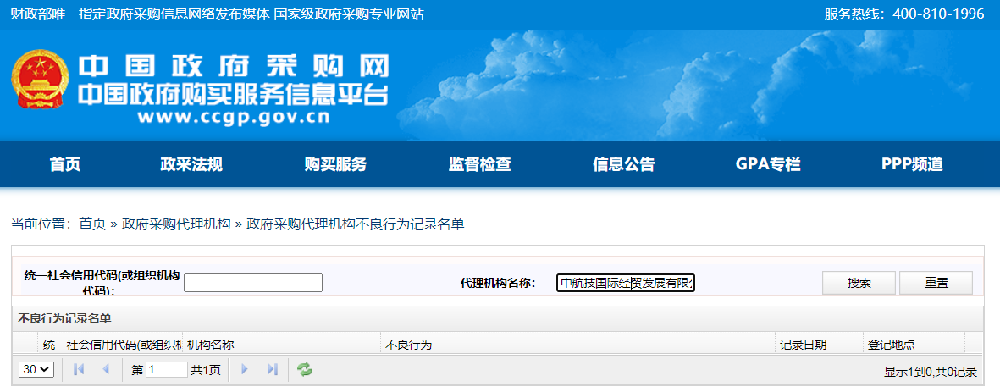 财政部唯一指定政府采购信息网络发布媒体 国家级政府采购专业网站 服务热线：400-810-1996
中国政府采购网
中国政府购买服务信息平台
www.ccgp.gov.cn
首页 政采法规 购买服务 监督检查 信息公告 GPA专栏 PPP频道
当前位置：首页 » 政府采购代理机构 » 政府采购代理机构不良行为记录名单
统一社会信用代码(或组织机构
代码)：
代理机构名称： 中航技国际经贸发展有限 搜索 重置
不良行为记录名单
统一社会信用代码(或组织 机构名称 不良行为 记录日期 登记地点
30 第 1 共1页 显示1到0,共0记录